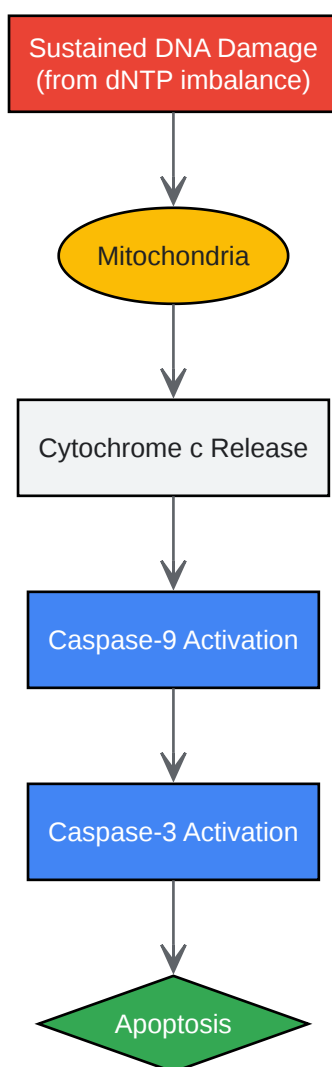 Sustained DNA Damage
(from dNTP imbalance)
Mitochondria
Cytochrome c Release
Caspase-9 Activation
Caspase-3 Activation
Apoptosis